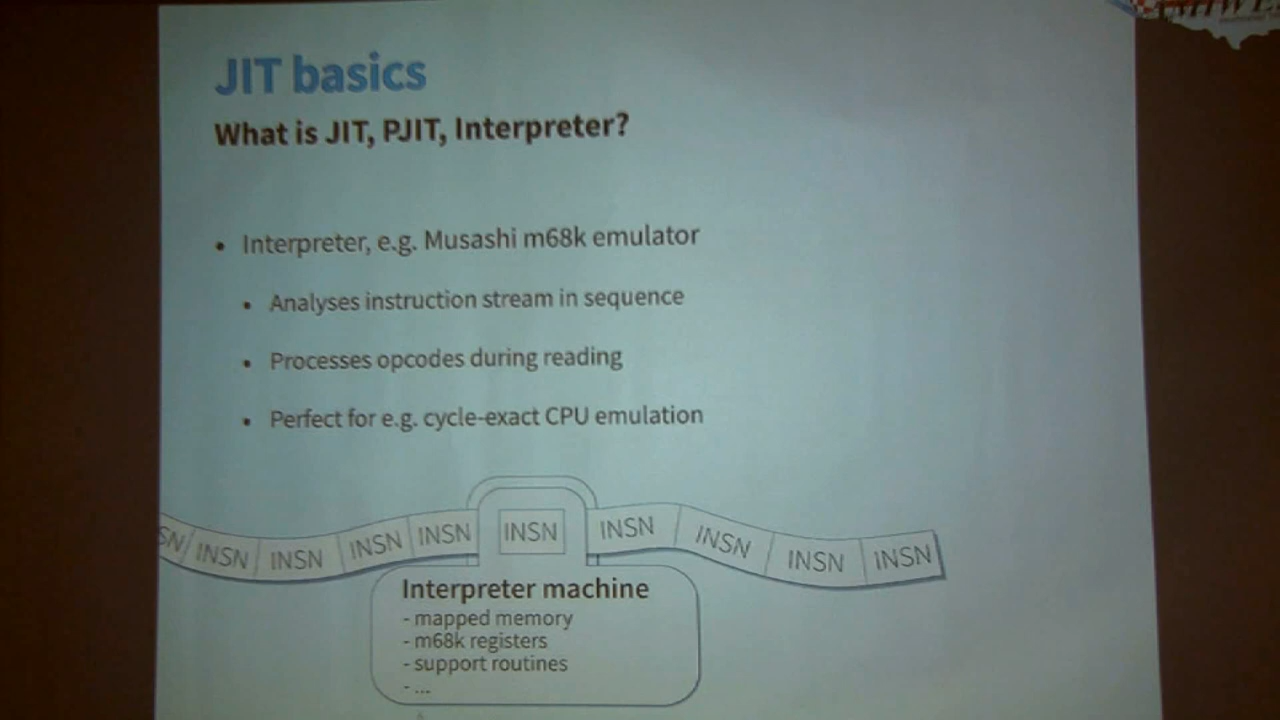 JIT basics
What is JIT, PJIT, Interpreter?
• Interpreter, e.g. Musashi m68k emulator
• Analyses instruction stream in sequence
• Processes opcodes during reading
• Perfect for e.g. cycle-exact CPU emulation
SN INSN INSN INSN INSN INSN INSN INSN INSN INSN
Interpreter machine
- mapped memory
- m68k registers
- support routines
- ...